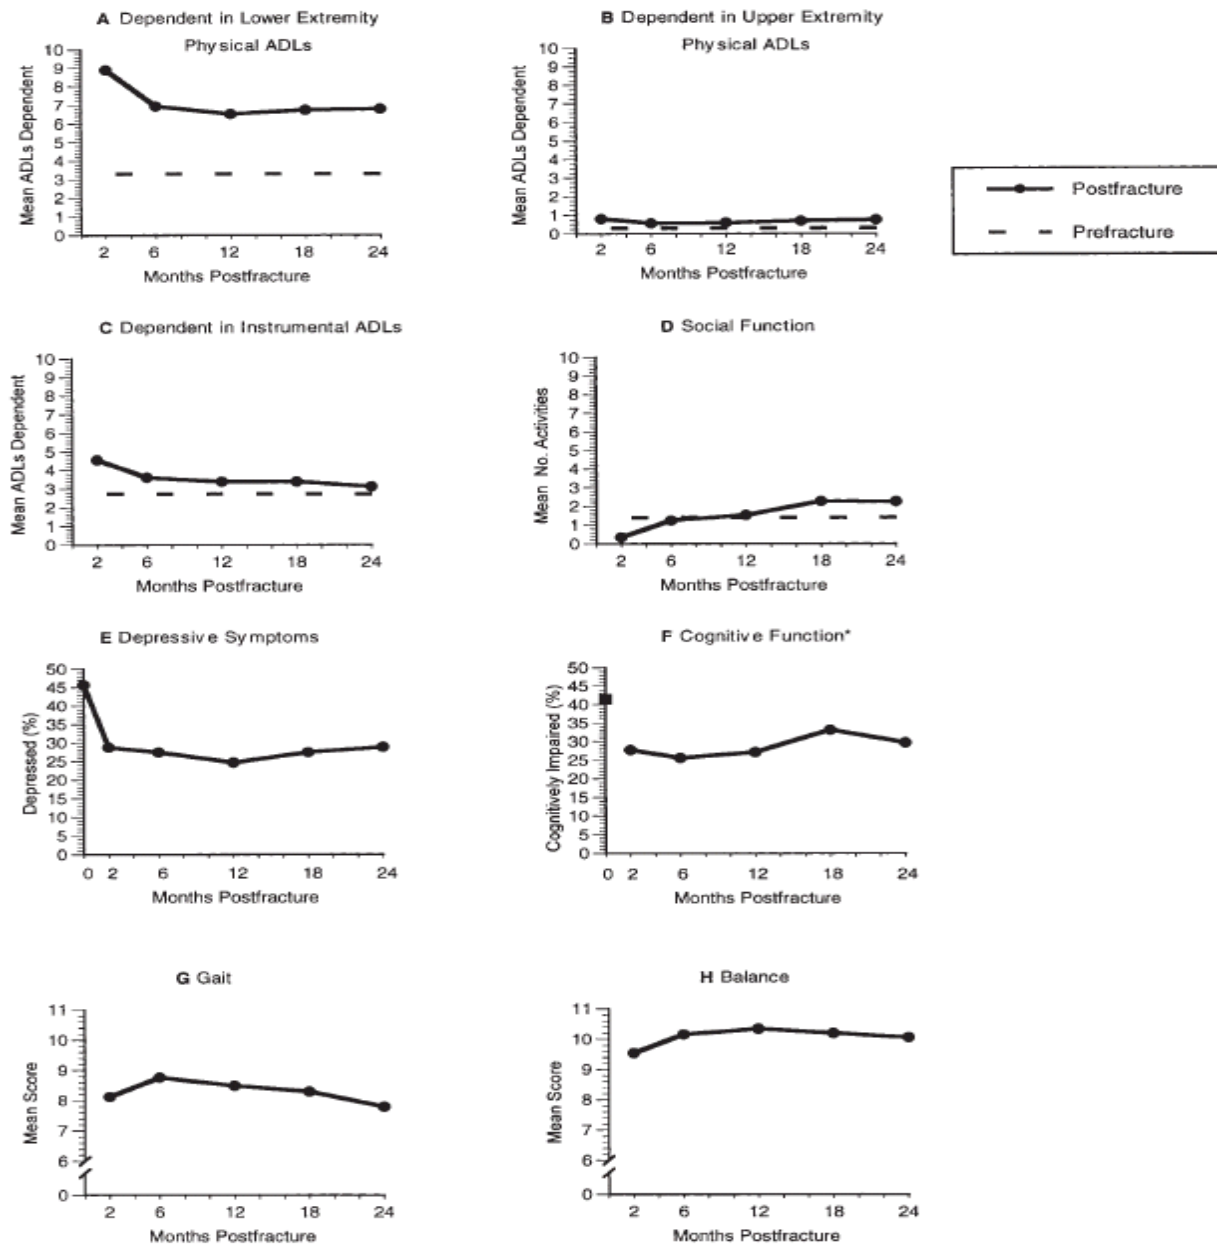 A Dependent in Lower Extremity
Physical ADLs
10
9
8
7
6
5
4
3
2
1
0
Mean ADLs Dependent
2 6 12 18 24
Months Postfracture
B Dependent in Upper Extremity
Physical ADLs
10
9
8
7
6
5
4
3
2
1
0
Mean ADLs Dependent
2 6 12 18 24
Months Postfracture
Postfracture
Prefracture
C Dependent in Instrumental ADLs
10
9
8
7
6
5
4
3
2
1
0
Mean ADLs Dependent
2 6 12 18 24
Months Postfracture
D Social Function
10
9
8
7
6
5
4
3
2
1
0
Mean No. Activities
2 6 12 18 24
Months Postfracture
E Depressive Symptoms
50
45
40
35
30
25
20
15
10
5
0
Depressed (%)
0 2 6 12 18 24
Months Postfracture
F Cognitive Function*
50
45
40
35
30
25
20
15
10
5
0
Cognitively Impaired (%)
0 2 6 12 18 24
Months Postfracture
G Gait
11
10
9
8
7
6
0
Mean Score
2 6 12 18 24
Months Postfracture
H Balance
11
10
9
8
7
6
0
Mean Score
2 6 12 18 24
Months Postfracture